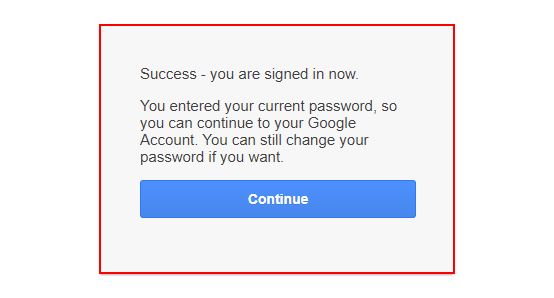 Success - you are signed in now.
You entered your current password, so
you can continue to your Google
Account. You can still change your
password if you want.
Continue